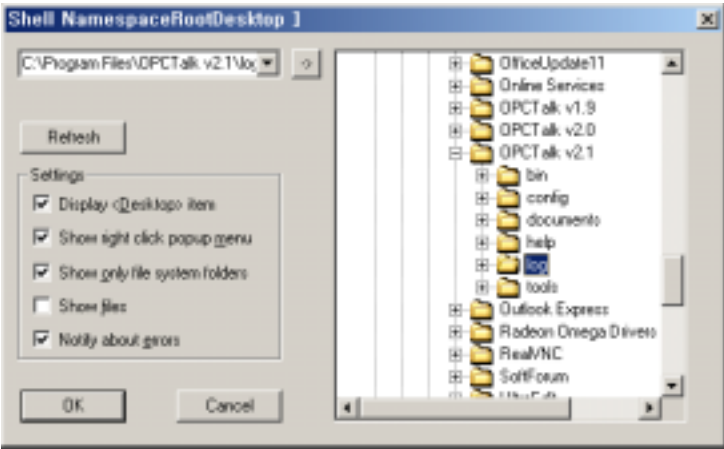 Shell NamespaceRootDesktop ]
C:\Program Files\OPCTalk v2.1\log
Refresh
Settings
Display <Desktop> item
Show right click popup menu
Show only file system folders
Show files
Notify about errors
OK
Cancel
OfficeUpdate11
Online Services
OPCTalk v1.9
OPCTalk v2.0
OPCTalk v2.1
bin
config
documents
help
log
tools
Outlook Express
Radeon Omega Drivers
RealVNC
SoftForum